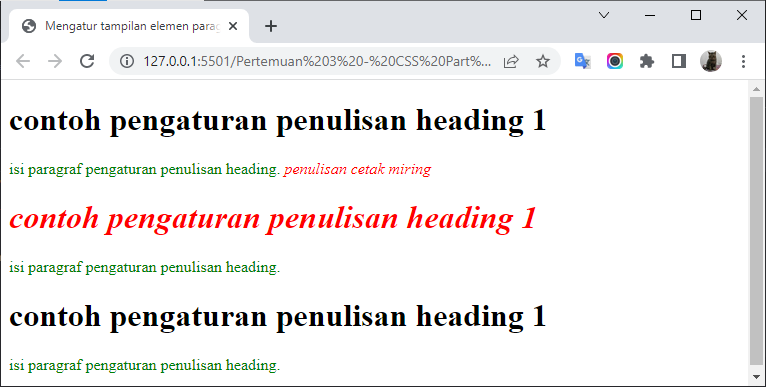 Mengatur tampilan elemen parag
127.0.0.1:5501/Pertemuan%203%20-%20CSS%20Part%...
contoh pengaturan penulisan heading 1
isi paragraf pengaturan penulisan heading. penulisan cetak miring
contoh pengaturan penulisan heading 1
isi paragraf pengaturan penulisan heading.
contoh pengaturan penulisan heading 1
isi paragraf pengaturan penulisan heading.